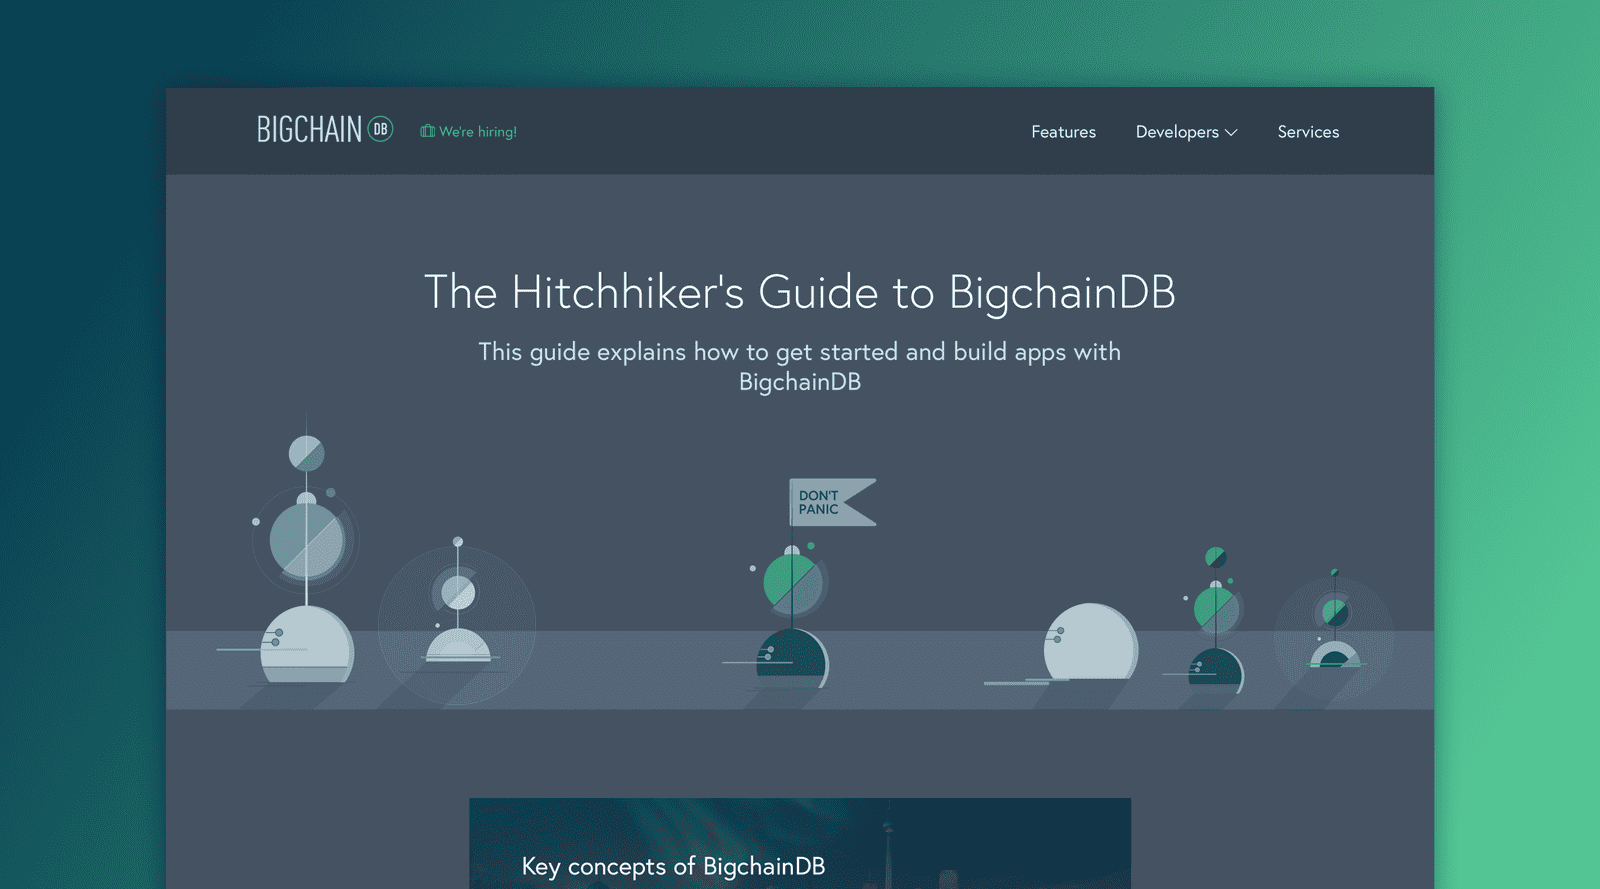 BIGCHAIN DB
We're hiring!
Features
Developers
Services
The Hitchhiker's Guide to BigchainDB
This guide explains how to get started and build apps with
BigchainDB
DON'T
PANIC
Key concepts of BigchainDB